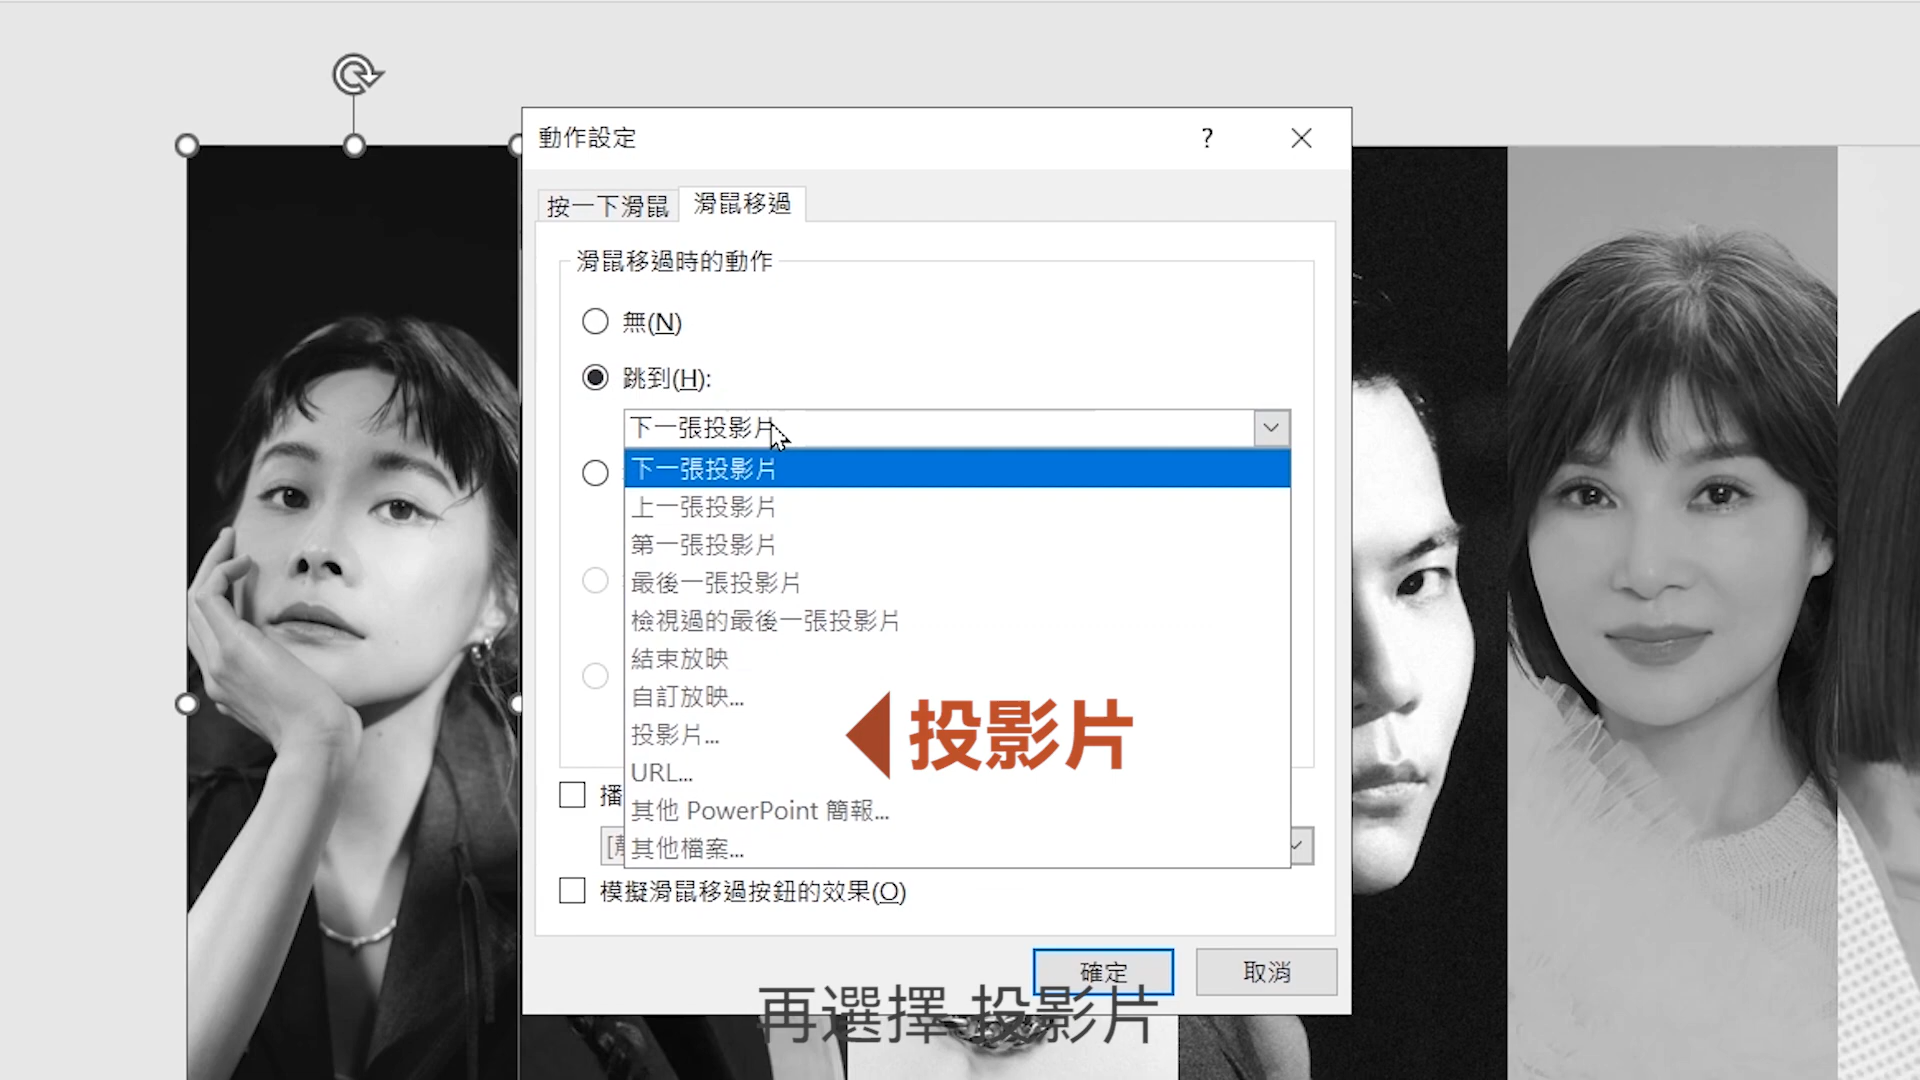 動作設定
?
按一下滑鼠
滑鼠移過
滑鼠移過時的動作
無(N)
跳到(H):
下一張投影片
下一張投影片
上一張投影片
第一張投影片
最後一張投影片
檢視過的最後一張投影片
結束放映
自訂放映...
投影片...
投影片
URL...
播
其他 PowerPoint 簡報...
其他檔案...
模擬滑鼠移過按鈕的效果(O)
確定
取消
再選擇 投影片